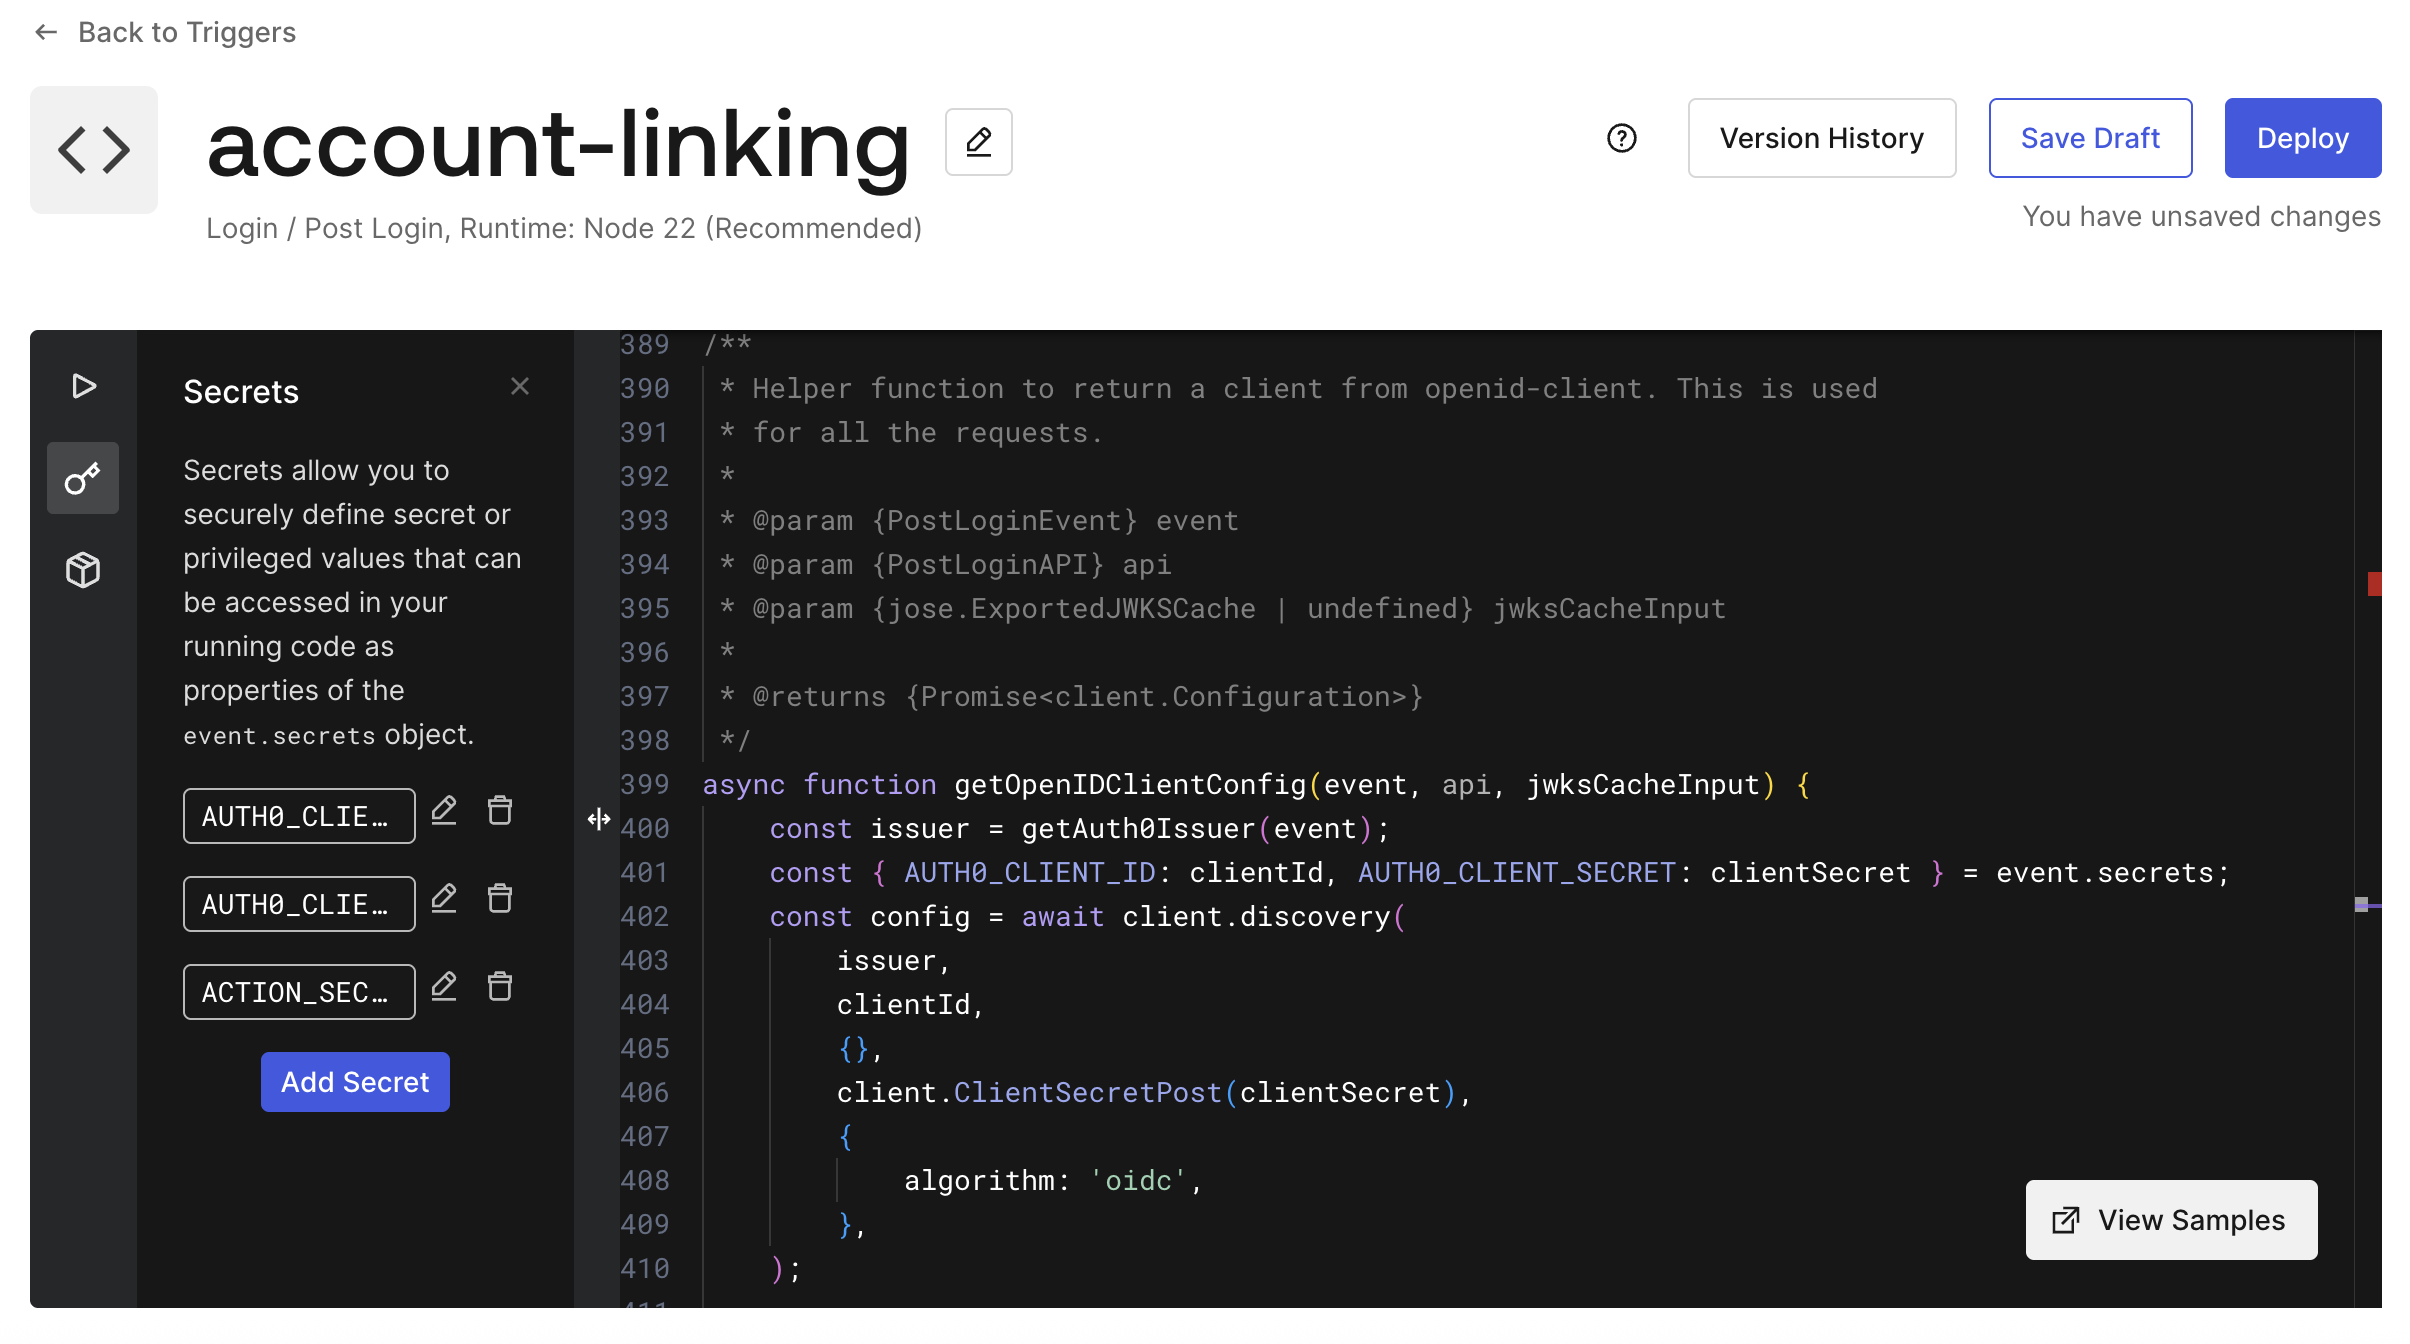 ← Back to Triggers
account-linking
Login / Post Login, Runtime: Node 22 (Recommended)
Version History
Save Draft
Deploy
You have unsaved changes
Secrets
Secrets allow you to
securely define secret or
privileged values that can
be accessed in your
running code as
properties of the
event.secrets object.
AUTH0_CLIE…
AUTH0_CLIE…
ACTION_SEC…
Add Secret
389 /**
390 * Helper function to return a client from openid-client. This is used
391 * for all the requests.
392 *
393 * @param {PostLoginEvent} event
394 * @param {PostLoginAPI} api
395 * @param {jose.ExportedJWKSCache | undefined} jwksCacheInput
396 *
397 * @returns {Promise<client.Configuration>}
398 */
399 async function getOpenIDClientConfig(event, api, jwksCacheInput) {
400 const issuer = getAuth0Issuer(event);
401 const { AUTH0_CLIENT_ID: clientId, AUTH0_CLIENT_SECRET: clientSecret } = event.secrets;
402 const config = await client.discovery(
403 issuer,
404 clientId,
405 {},
406 client.ClientSecretPost(clientSecret),
407 {
408 algorithm: 'oidc',
409 },
410 );
View Samples